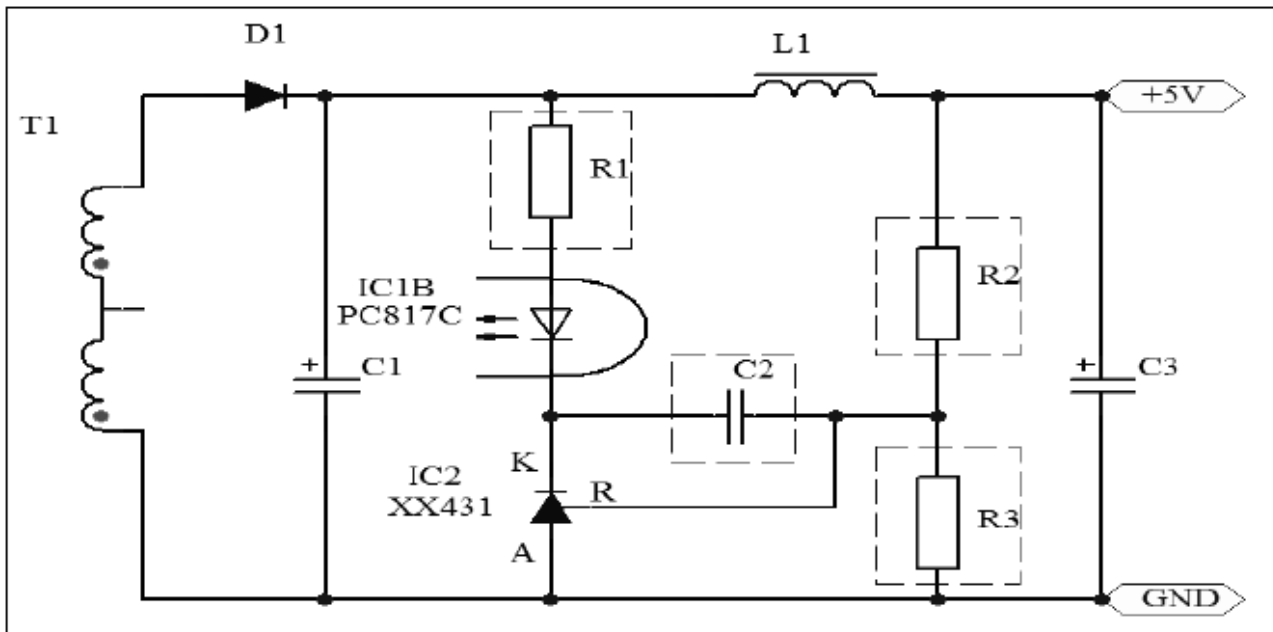 D1
L1
+5V
T1
R1
R2
IC1B
PC817C
+
C1
C2
+
C3
K
IC2
XX431
R
R3
A
GND